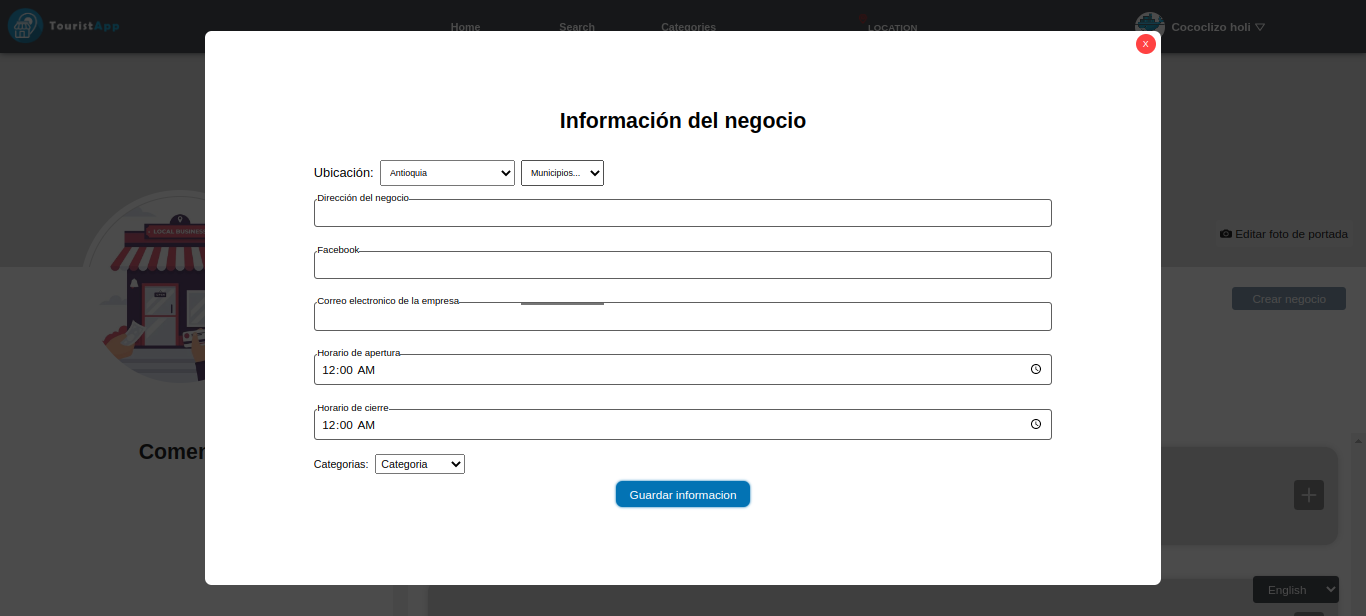 TouristApp
Home
Search
Categories
LOCATION
Cococlizo holi ▽
X
Información del negocio
Ubicación:
Antioquia
Municipios...
Dirección del negocio
LOCAL BUSINESS
Editar foto de portada
Facebook
Crear negocio
Correo electronico de la empresa
Horario de apertura
12:00 AM
Horario de cierre
12:00 AM
Comer
Categorias:
Categoria
Guardar informacion
English